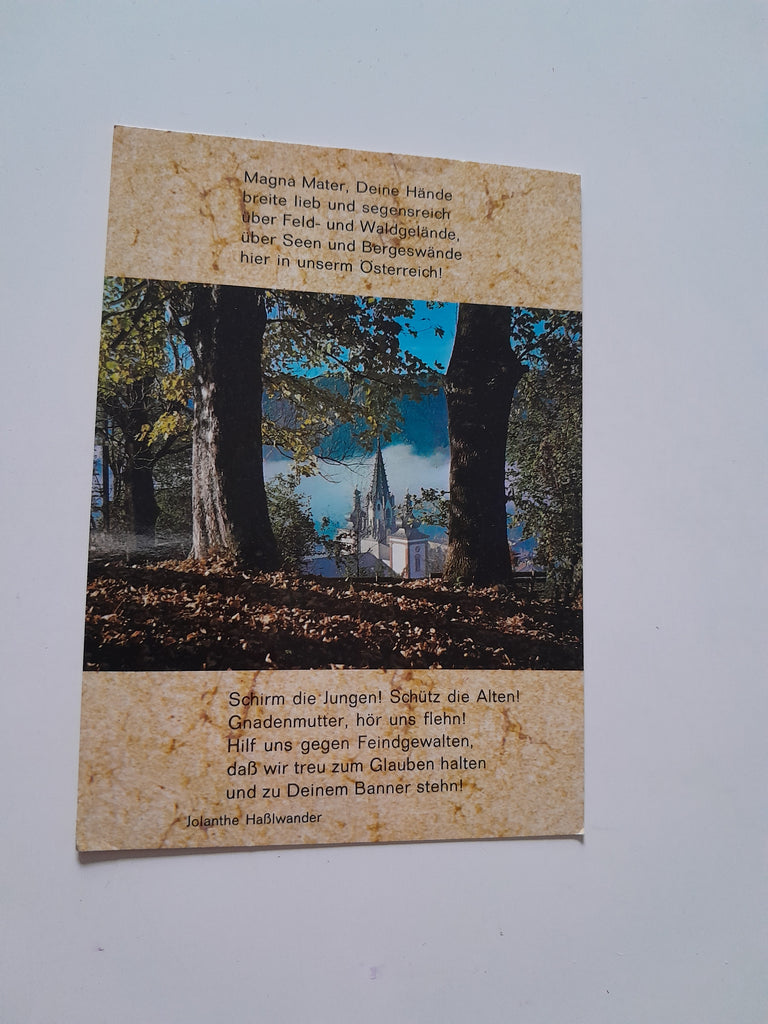 Magna Mater, Deine Hände
breite lieb und segensreich
über Feld- und Waldgelände,
über Seen und Bergeswände
hier in unserm Österreich!
Schirm die Jungen! Schütz die Alten!
Gnadenmutter, hör uns flehn!
Hilf uns gegen Feindgewalten,
daß wir treu zum Glauben halten
und zu Deinem Banner stehn!
Jolanthe Haßlwander